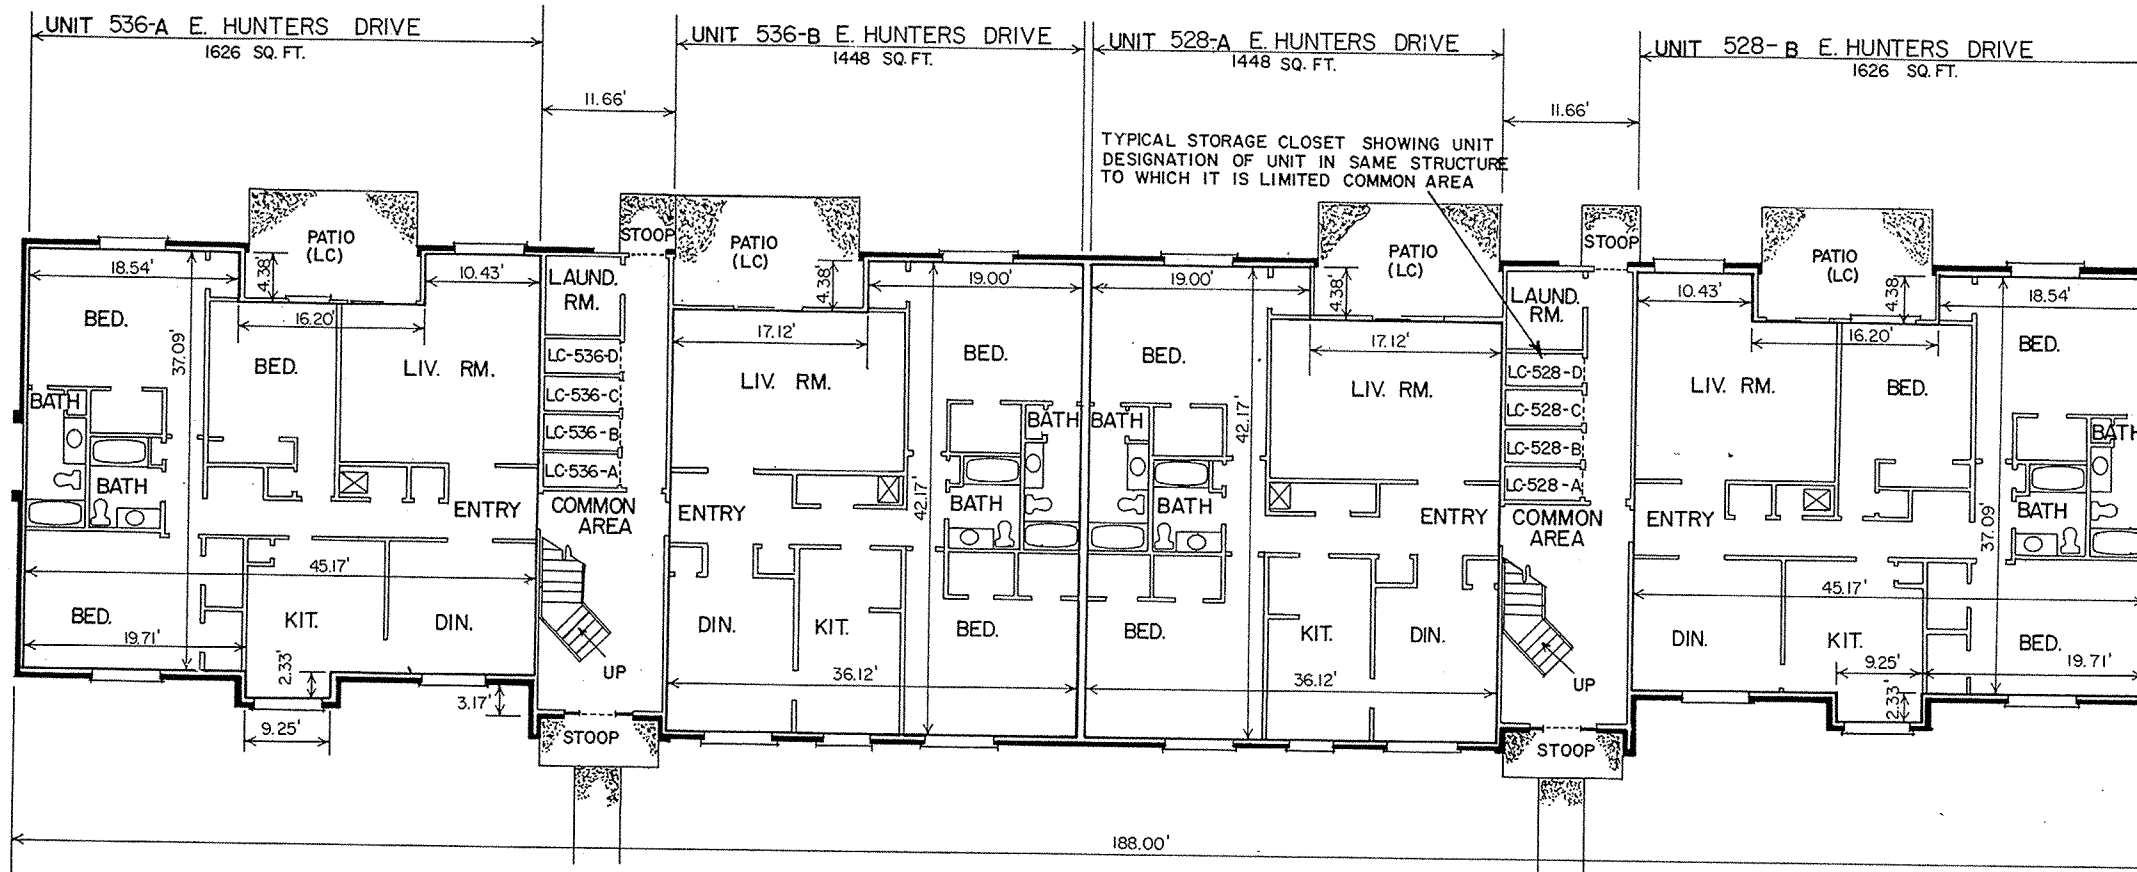 UNIT 536-A E. HUNTERS DRIVE
1626 SQ. FT.
UNIT 536-B E. HUNTERS DRIVE
1448 SQ. FT.
UNIT 528-A E. HUNTERS DRIVE
1448 SQ. FT.
UNIT 528-B E. HUNTERS DRIVE
1626 SQ. FT.
11.66'
11.66'
TYPICAL STORAGE CLOSET SHOWING UNIT
DESIGNATION OF UNIT IN SAME STRUCTURE
TO WHICH IT IS LIMITED COMMON AREA
PATIO
(LC)
18.54'
4.38'
10.43'
16.20'
BED.
37.09'
BED.
LIV. RM.
BATH
BATH
ENTRY
45.17'
BED.
19.71'
KIT.
DIN.
2.33'
9.25'
3.17'
STOOP
LAUND.
RM.
LC-536-D
LC-536-C
LC-536-B
LC-536-A
COMMON
AREA
UP
STOOP
PATIO
(LC)
4.38'
19.00'
17.12'
LIV. RM.
BED.
BATH
42.17'
BATH
ENTRY
DIN.
KIT.
BED.
36.12'
PATIO
(LC)
19.00'
4.38'
17.12'
BED.
LIV. RM.
BATH
42.17'
BATH
ENTRY
BED.
KIT.
DIN.
36.12'
STOOP
LAUND.
RM.
LC-528-D
LC-528-C
LC-528-B
LC-528-A
COMMON
AREA
UP
STOOP
PATIO
(LC)
10.43'
4.38'
18.54'
16.20'
BED.
LIV. RM.
BED.
BATH
BATH
ENTRY
37.09'
45.17'
DIN.
KIT.
BED.
9.25'
19.71'
2.33'
188.00'